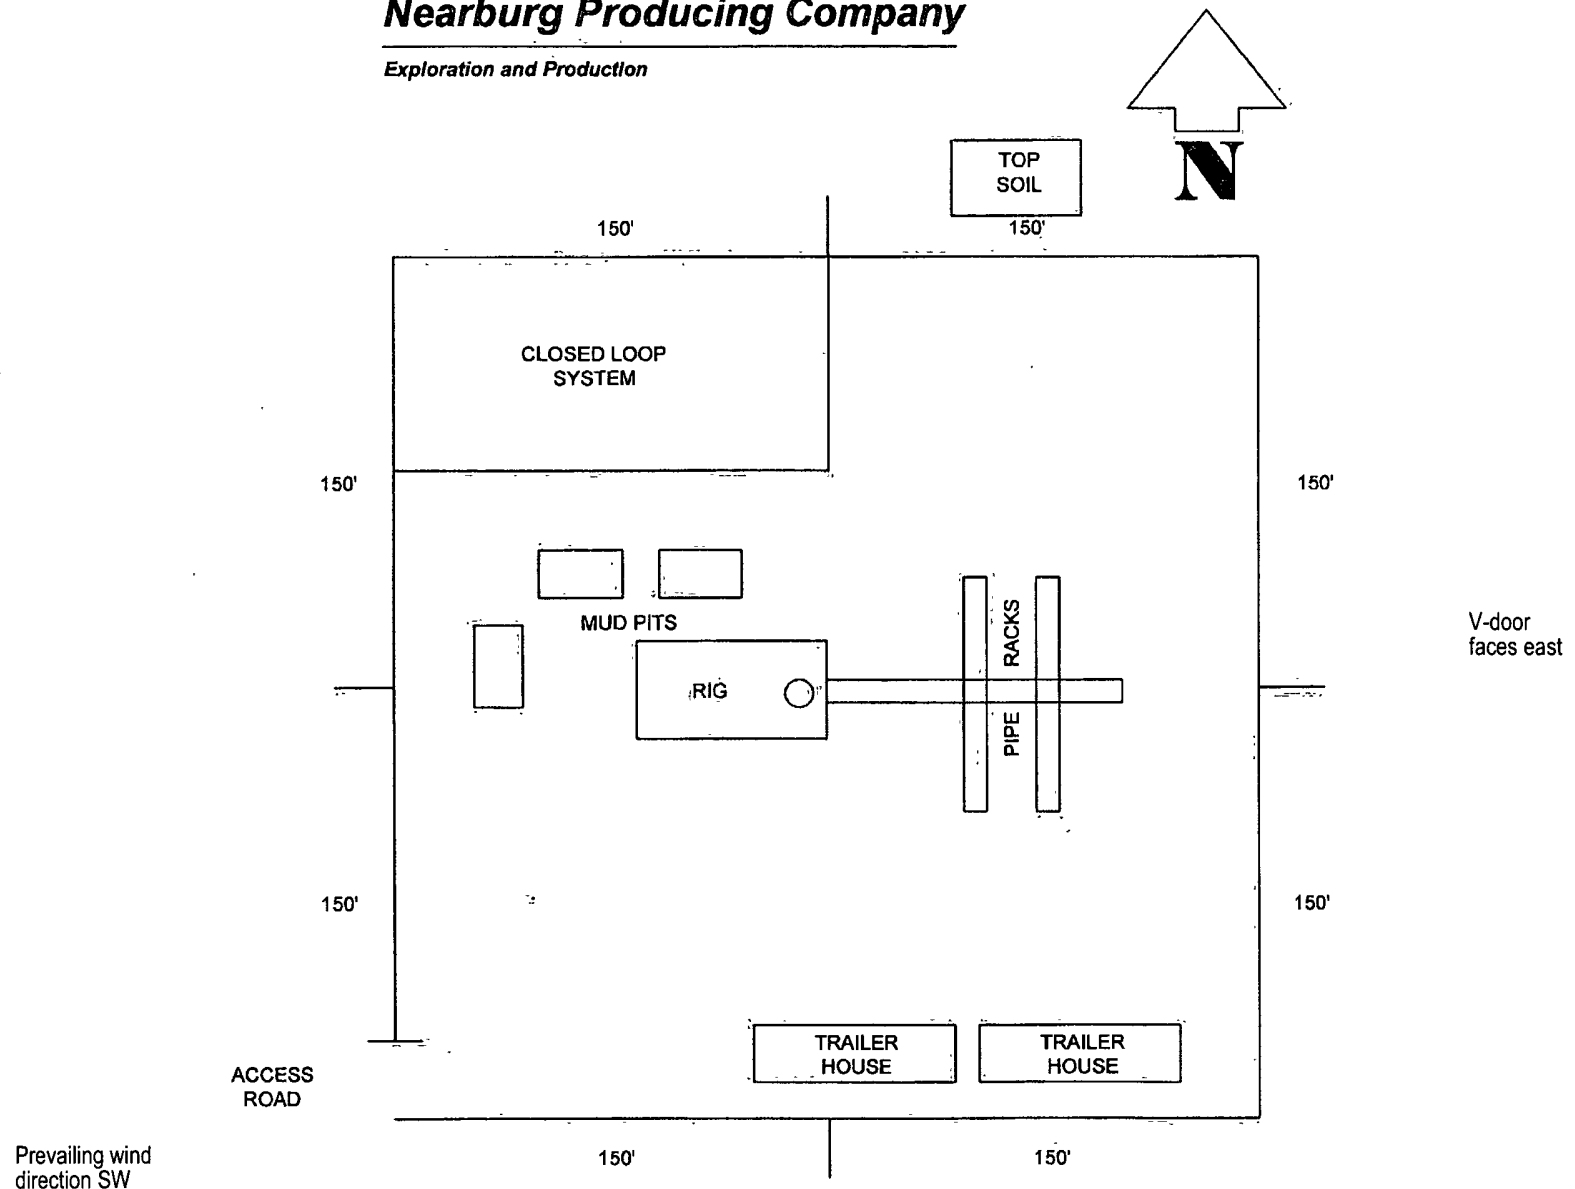 Nearburg Producing Company
Exploration and Production
N
TOP
SOIL
150'
150'
CLOSED LOOP
SYSTEM
150'
150'
MUD PITS
RIG
PIPE RACKS
V-door
faces east
150'
150'
TRAILER
HOUSE
TRAILER
HOUSE
ACCESS
ROAD
150'
150'
Prevailing wind
direction SW